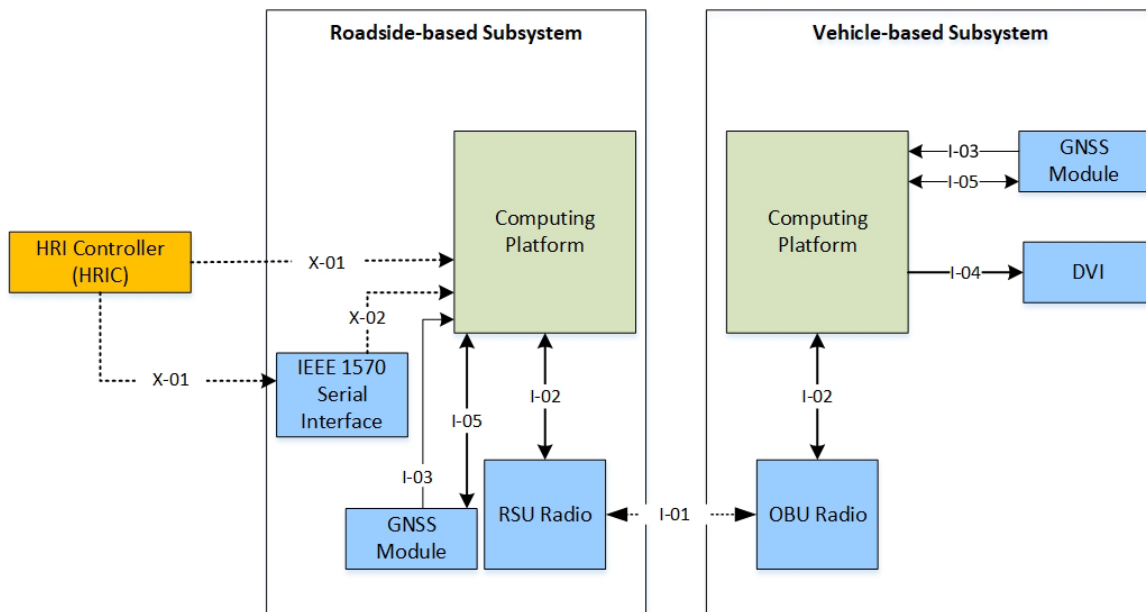 Roadside-based Subsystem
Vehicle-based Subsystem
HRI Controller
(HRIC)
X-01
X-01
X-02
IEEE 1570
Serial
Interface
Computing
Platform
I-03
I-05
I-02
GNSS
Module
RSU Radio
I-01
Computing
Platform
I-03
I-05
GNSS
Module
I-04
DVI
I-02
OBU Radio